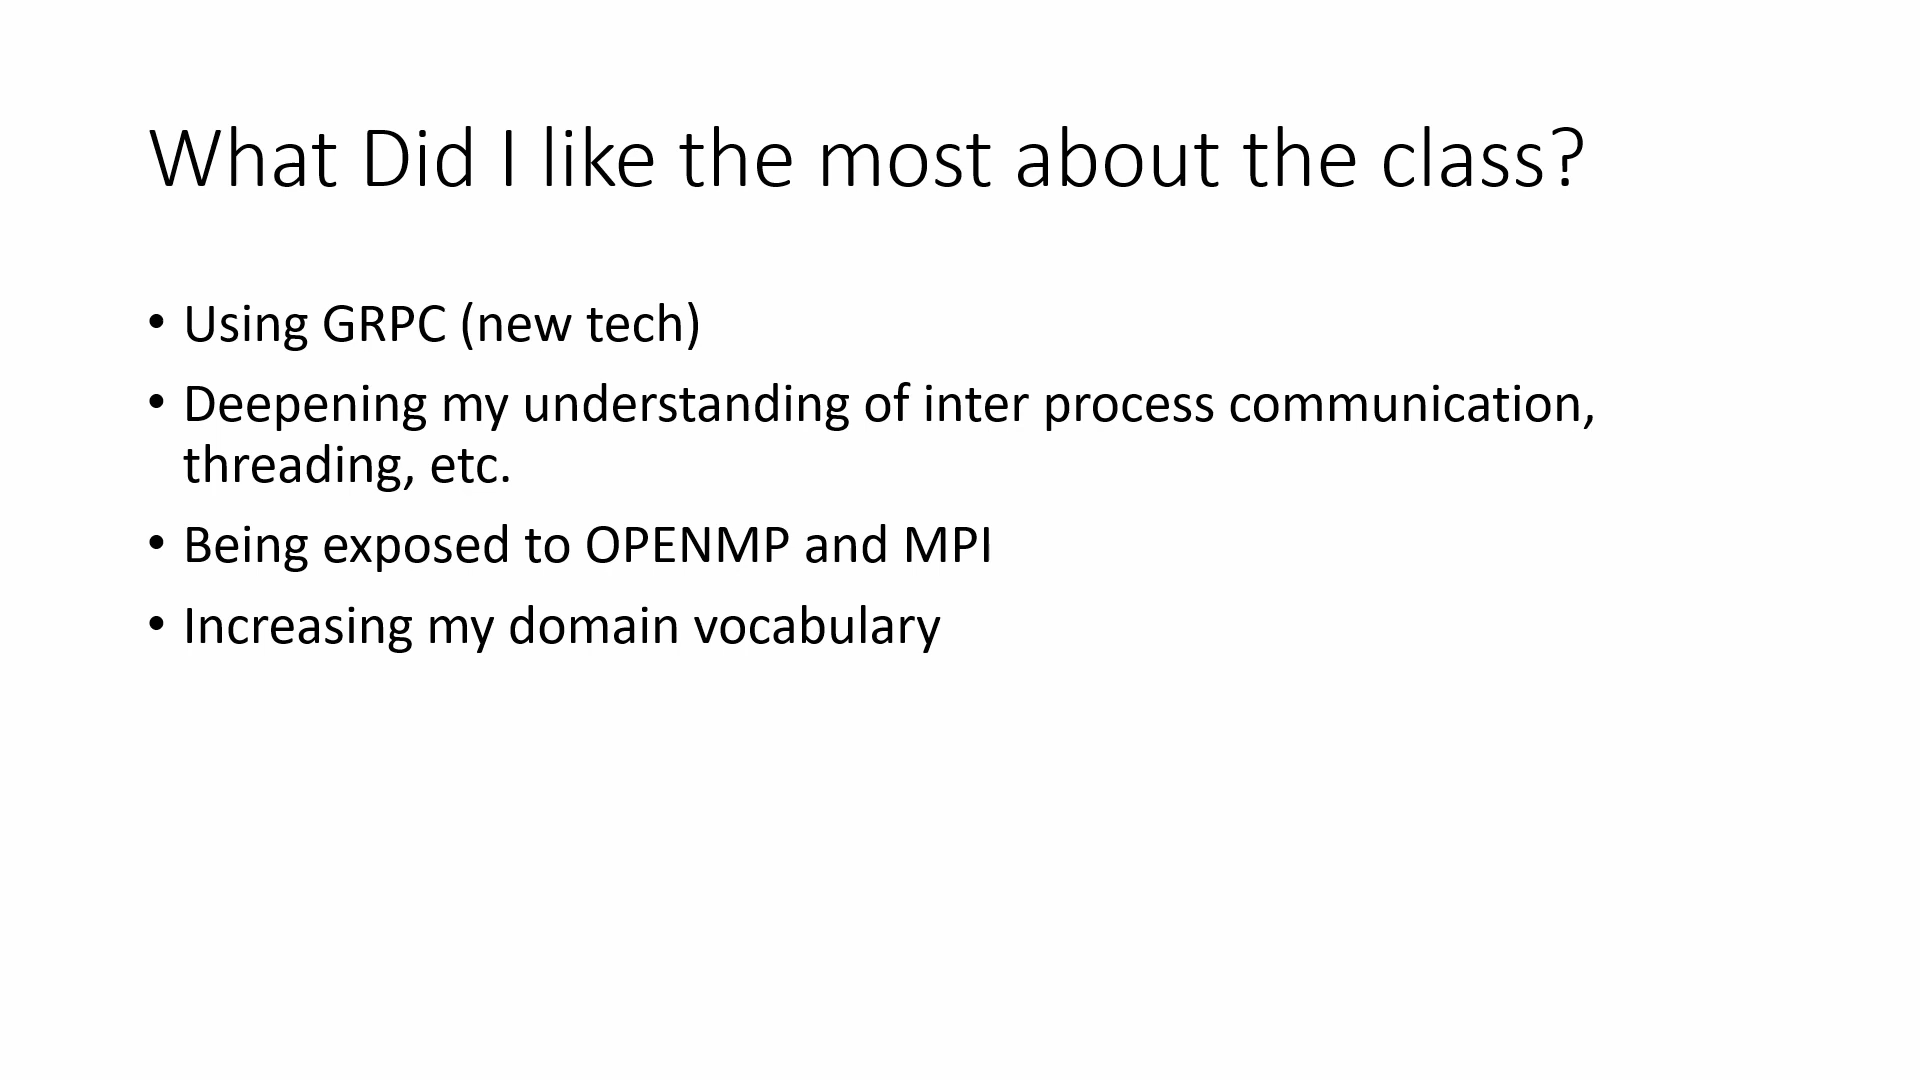 What Did I like the most about the class?
• Using GRPC (new tech)
• Deepening my understanding of inter process communication,
threading, etc.
• Being exposed to OPENMP and MPI
• Increasing my domain vocabulary